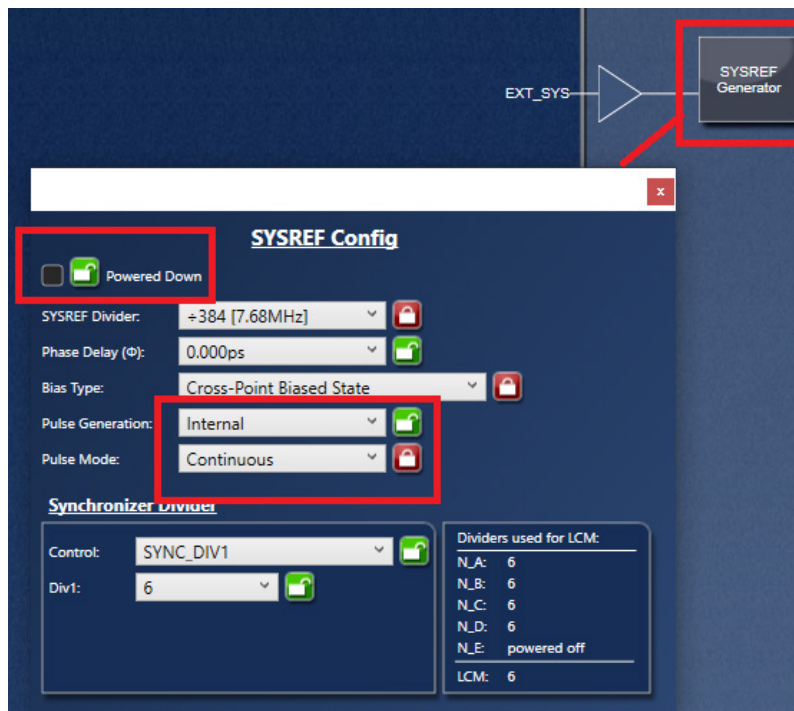 EXT_SYS
SYSREF
Generator
x
SYSREF Config
Powered Down
SYSREF Divider:
÷384 [7.68MHz]
Phase Delay (Φ):
0.000ps
Bias Type:
Cross-Point Biased State
Pulse Generation:
Internal
Pulse Mode:
Continuous
Synchronizer Divider
Control:
SYNC_DIV1
Div1:
6
Dividers used for LCM:
N_A: 6
N_B: 6
N_C: 6
N_D: 6
N_E: powered off
LCM: 6